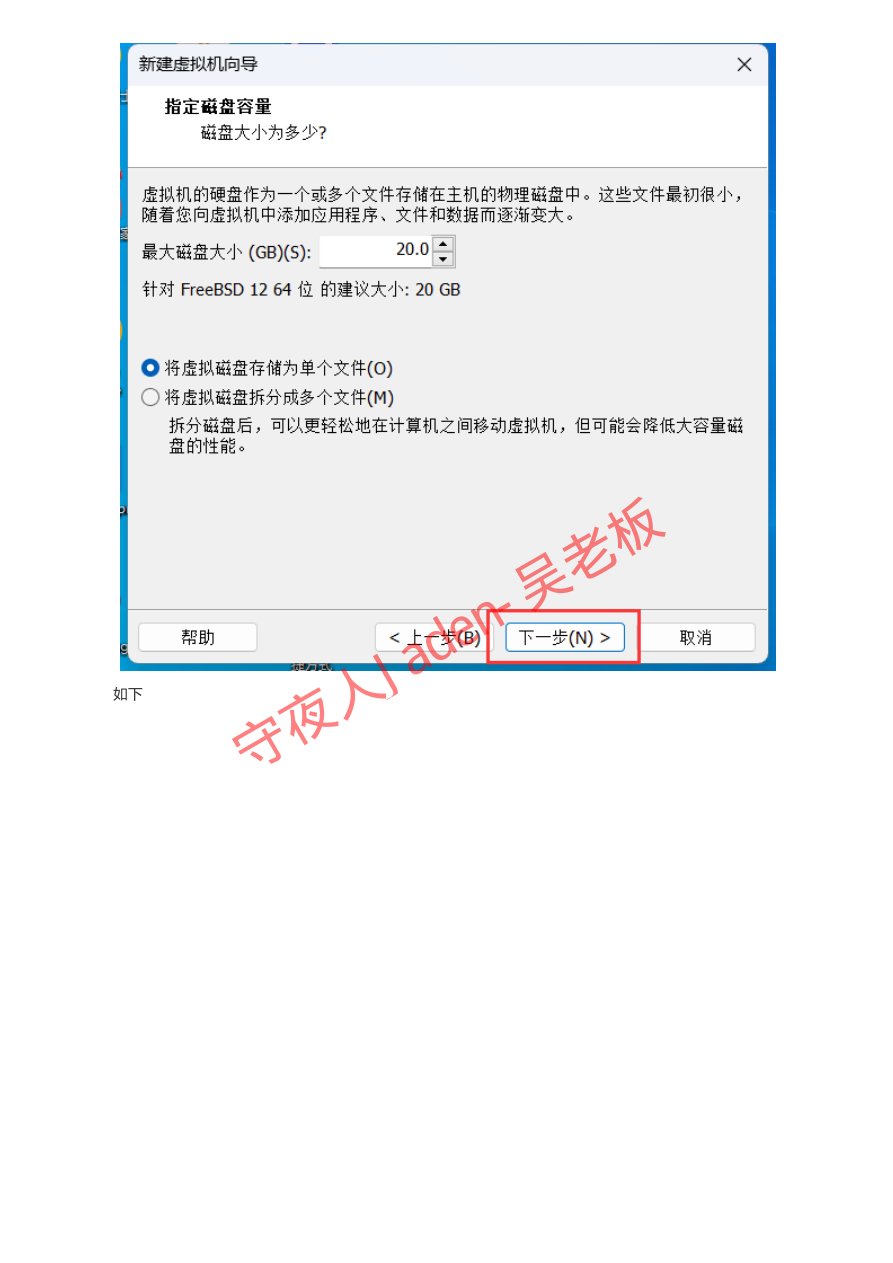 新建虚拟机向导
指定磁盘容量
磁盘大小为多少?
虚拟机的硬盘作为一个或多个文件存储在主机的物理磁盘中。这些文件最初很小，
随着您向虚拟机中添加应用程序、文件和数据而逐渐变大。
最大磁盘大小 (GB)(S): 20.0
针对 FreeBSD 12 64 位 的建议大小: 20 GB
将虚拟磁盘存储为单个文件(O)
将虚拟磁盘拆分成多个文件(M)
拆分磁盘后，可以更轻松地在计算机之间移动虚拟机，但可能会降低大容量磁
盘的性能。
帮助 < 上一步(B) 下一步(N) > 取消
守夜人J aden- 吴老板
如下